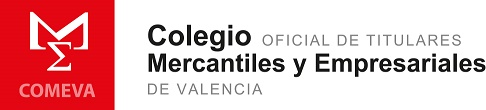 COMEVA
Colegio OFICIAL DE TITULARES
Mercantiles y Empresariales
DE VALENCIA